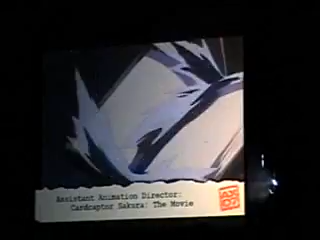 Assistant Animation Director:
Cardcaptor Sakura: The Movie